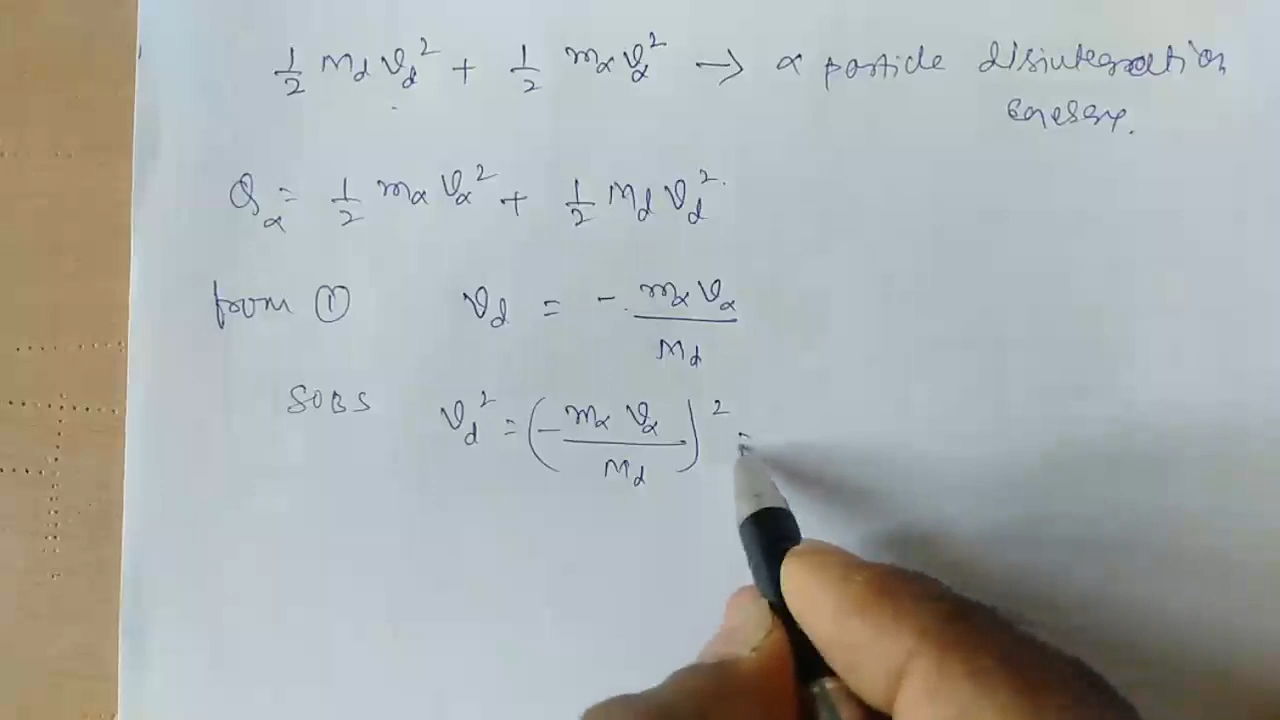 ½ M_d V_d² + ½ m_α V_α² → α particle disintegration
Energy.
Q_α = ½ m_α V_α² + ½ M_d V_d².
from ① V_d = - m_α V_α / M_d
SOBS V_d² = (- m_α V_α / M_d)² =